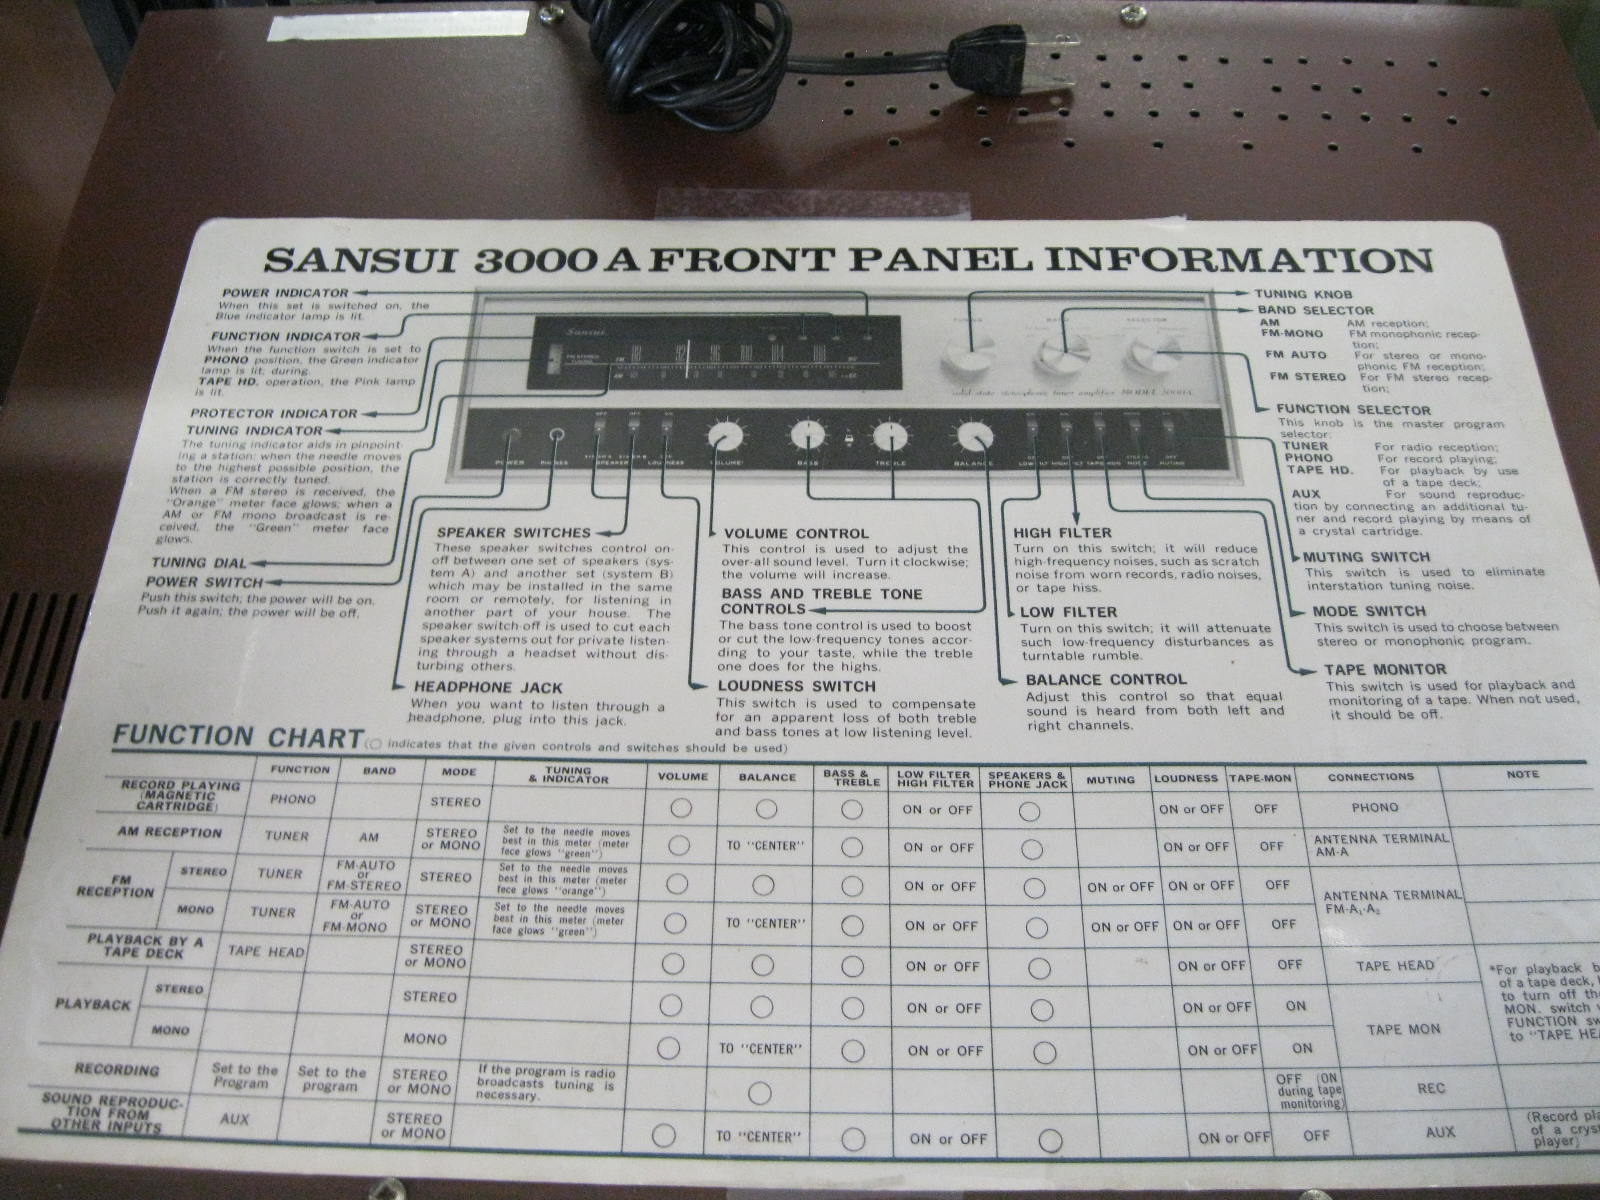 SANSUI 3000 A FRONT PANEL INFORMATION
POWER INDICATOR
When this set is switched on, the
Blue indicator lamp is lit.
FUNCTION INDICATOR
When the function switch is set to
PHONO position, the Green indicator
lamp is lit, during.
TAPE HD. operation, the Pink lamp
is lit.
PROTECTOR INDICATOR
TUNING INDICATOR
The tuning indicator aids in pinpoint-
ing a station; when the needle moves
to the highest possible position, the
station is correctly tuned.
When a FM stereo is received, the
"Orange" meter face glows; when a
AM or FM mono broadcast is re-
ceived, the "Green" meter face
glows.
TUNING DIAL
POWER SWITCH
Push this switch; the power will be on.
Push it again; the power will be off.
Sansui
TUNING
BAND
SELECTOR
solid state stereophonic tuner amplifier MODEL 3000A
POWER
PHONES
SPEAKER
LOUDNESS
VOLUME
BASS
TREBLE
BALANCE
MODE
MUTING
SPEAKER SWITCHES
These speaker switches control on-
off between one set of speakers (sys-
tem A) and another set (system B)
which may be installed in the same
room or remotely, for listening in
another part of your house. The
speaker switch-off is used to cut each
speaker systems out for private listen-
ing through a headset without dis-
turbing others.
HEADPHONE JACK
When you want to listen through a
headphone, plug into this jack.
VOLUME CONTROL
This control is used to adjust the
over-all sound level. Turn it clockwise;
the volume will increase.
BASS AND TREBLE TONE
CONTROLS
The bass tone control is used to boost
or cut the low-frequency tones accor-
ding to your taste, while the treble
one does for the highs.
LOUDNESS SWITCH
This switch is used to compensate
for an apparent loss of both treble
and bass tones at low listening level.
HIGH FILTER
Turn on this switch; it will reduce
high-frequency noises, such as scratch
noise from worn records, radio noises,
or tape hiss.
LOW FILTER
Turn on this switch; it will attenuate
such low-frequency disturbances as
turntable rumble.
BALANCE CONTROL
Adjust this control so that equal
sound is heard from both left and
right channels.
TUNING KNOB
BAND SELECTOR
AM AM reception;
FM-MONO FM monophonic recep-
tion;
FM AUTO For stereo or mono-
phonic FM reception;
FM STEREO For FM stereo recep-
tion;
FUNCTION SELECTOR
This knob is the master program
selector;
TUNER For radio reception;
PHONO For record playing;
TAPE HD. For playback by use
of a tape deck;
AUX For sound reproduc-
tion by connecting an additional tu-
ner and record playing by means of
a crystal cartridge.
MUTING SWITCH
This switch is used to eliminate
interstation tuning noise.
MODE SWITCH
This switch is used to choose between
stereo or monophonic program.
TAPE MONITOR
This switch is used for playback and
monitoring of a tape. When not used,
it should be off.
FUNCTION CHART (○ indicates that the given controls and switches should be used)
FUNCTION BAND MODE TUNING & INDICATOR VOLUME BALANCE BASS & TREBLE LOW FILTER HIGH FILTER SPEAKERS & PHONE JACK MUTING LOUDNESS TAPE-MON CONNECTIONS NOTE
RECORD PLAYING (MAGNETIC CARTRIDGE) PHONO STEREO ○ ○ ○ ON or OFF ○ ON or OFF OFF PHONO
AM RECEPTION TUNER AM STEREO or MONO Set to the needle moves best in this meter (meter face glows "green") ○ TO "CENTER" ○ ON or OFF ○ ON or OFF OFF ANTENNA TERMINAL AM-A
FM RECEPTION STEREO TUNER FM-AUTO or FM-STEREO STEREO Set to the needle moves best in this meter (meter fece glows "orange") ○ ○ ○ ON or OFF ○ ON or OFF ON or OFF OFF ANTENNA TERMINAL FM-A₁-A₂
MONO TUNER FM-AUTO or FM-MONO STEREO or MONO Set to the needle moves best in this meter (meter face glows "green") ○ TO "CENTER" ○ ON or OFF ○ ON or OFF ON or OFF OFF
PLAYBACK BY A TAPE DECK TAPE HEAD STEREO or MONO ○ ○ ○ ON or OFF ○ ON or OFF OFF TAPE HEAD
PLAYBACK STEREO STEREO ○ ○ ○ ON or OFF ○ ON or OFF ON TAPE MON
MONO MONO ○ TO "CENTER" ○ ON or OFF ○ ON or OFF ON
*For playback b
of a tape deck,
to turn off th
MON. switch
FUNCTION sw
to "TAPE HEA
RECORDING Set to the Program Set to the program STEREO or MONO If the program is radio broadcasts tuning is necessary. ○ OFF (ON during tape monitoring) REC
SOUND REPRODUC-TION FROM OTHER INPUTS AUX STEREO or MONO ○ TO "CENTER" ○ ON or OFF ○ ON or OFF OFF AUX
(Record pla
of a crys
player)